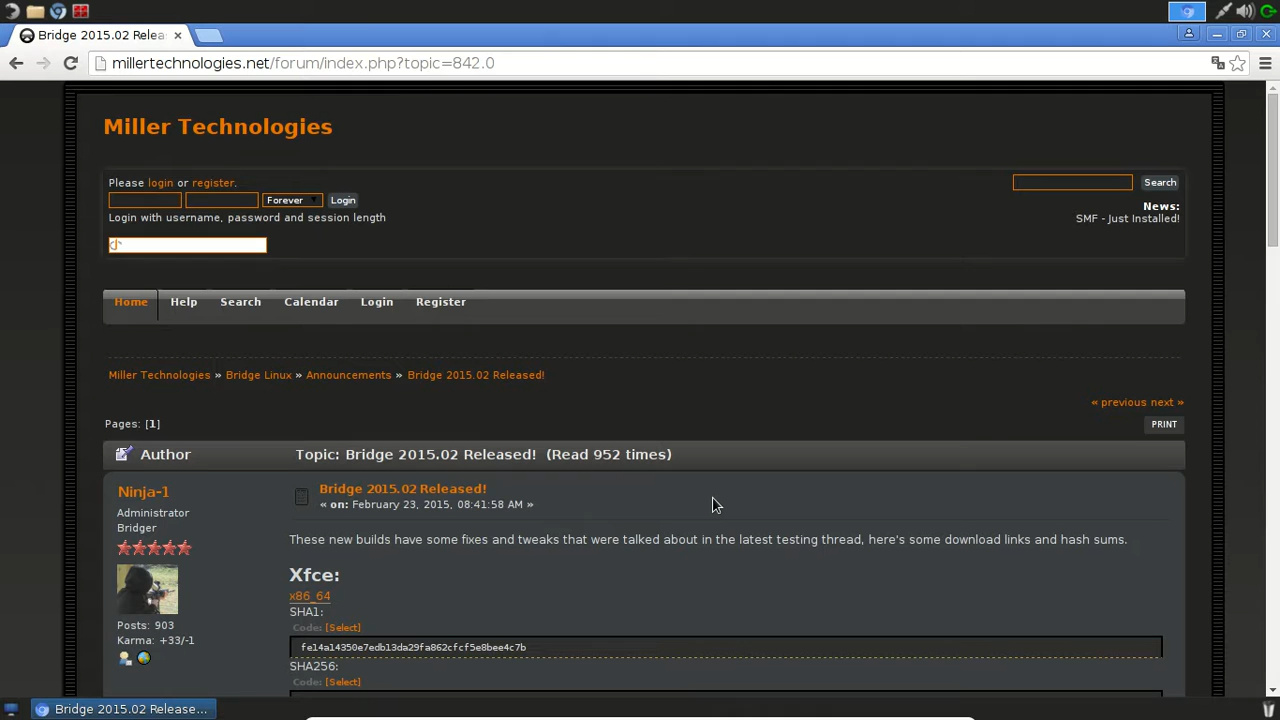 Bridge 2015.02 Relea
millertechnologies.net/forum/index.php?topic=842.0
Miller Technologies
Please login or register.
Forever Login
Search
Login with username, password and session length
News:
SMF - Just Installed!
Home Help Search Calendar Login Register
Miller Technologies » Bridge Linux » Announcements » Bridge 2015.02 Released!
« previous next »
Pages: [1]
PRINT
Author Topic: Bridge 2015.02 Released! (Read 952 times)
Ninja-1
Administrator
Bridger
Posts: 903
Karma: +33/-1
Bridge 2015.02 Released!
« on: February 23, 2015, 08:41:58 AM »
These new builds have some fixes and tweaks that were talked about in the latest testing thread, here's some download links and hash sums.
Xfce:
x86_64
SHA1:
Code: [Select]
fe14a14350e7edb13da29fa862cfcf5e8bee4c7b
SHA256:
Code: [Select]
Bridge 2015.02 Release...